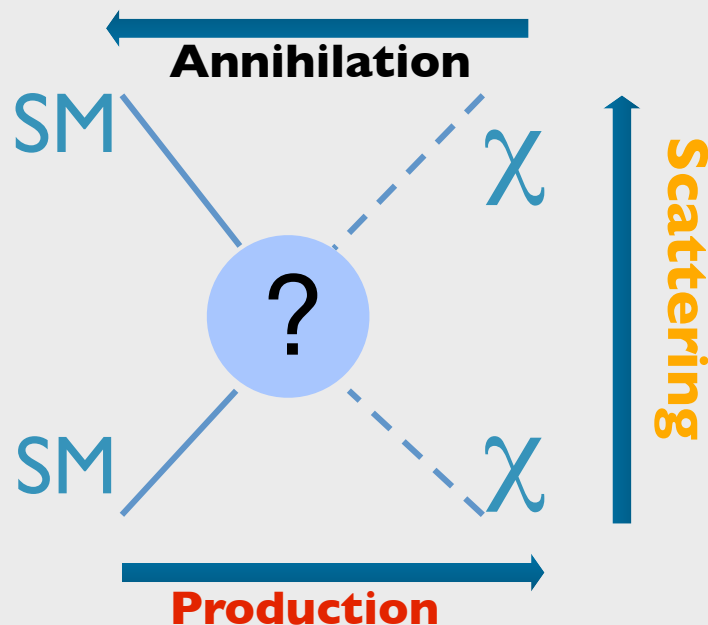 Annihilation
SM
χ
Scattering
?
SM
χ
Production